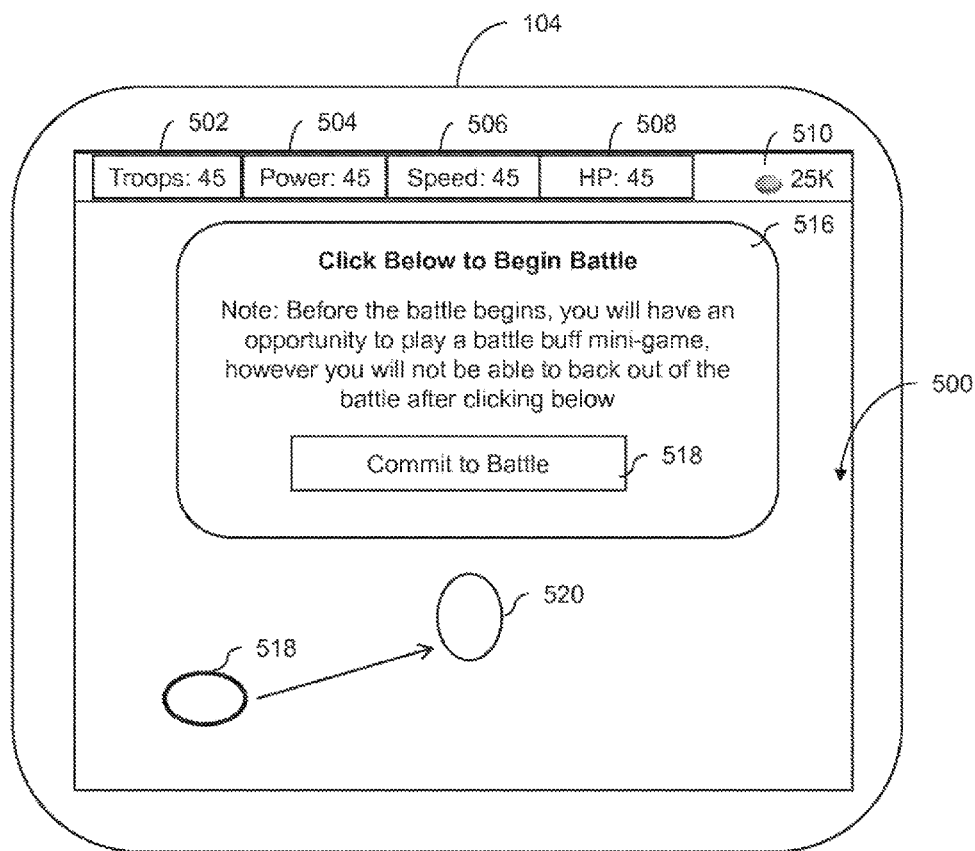 104
502 504 506 508 510
Troops: 45 Power: 45 Speed: 45 HP: 45 25K
516
Click Below to Begin Battle
Note: Before the battle begins, you will have an
opportunity to play a battle buff mini-game,
however you will not be able to back out of the
battle after clicking below
500
Commit to Battle 518
520
518